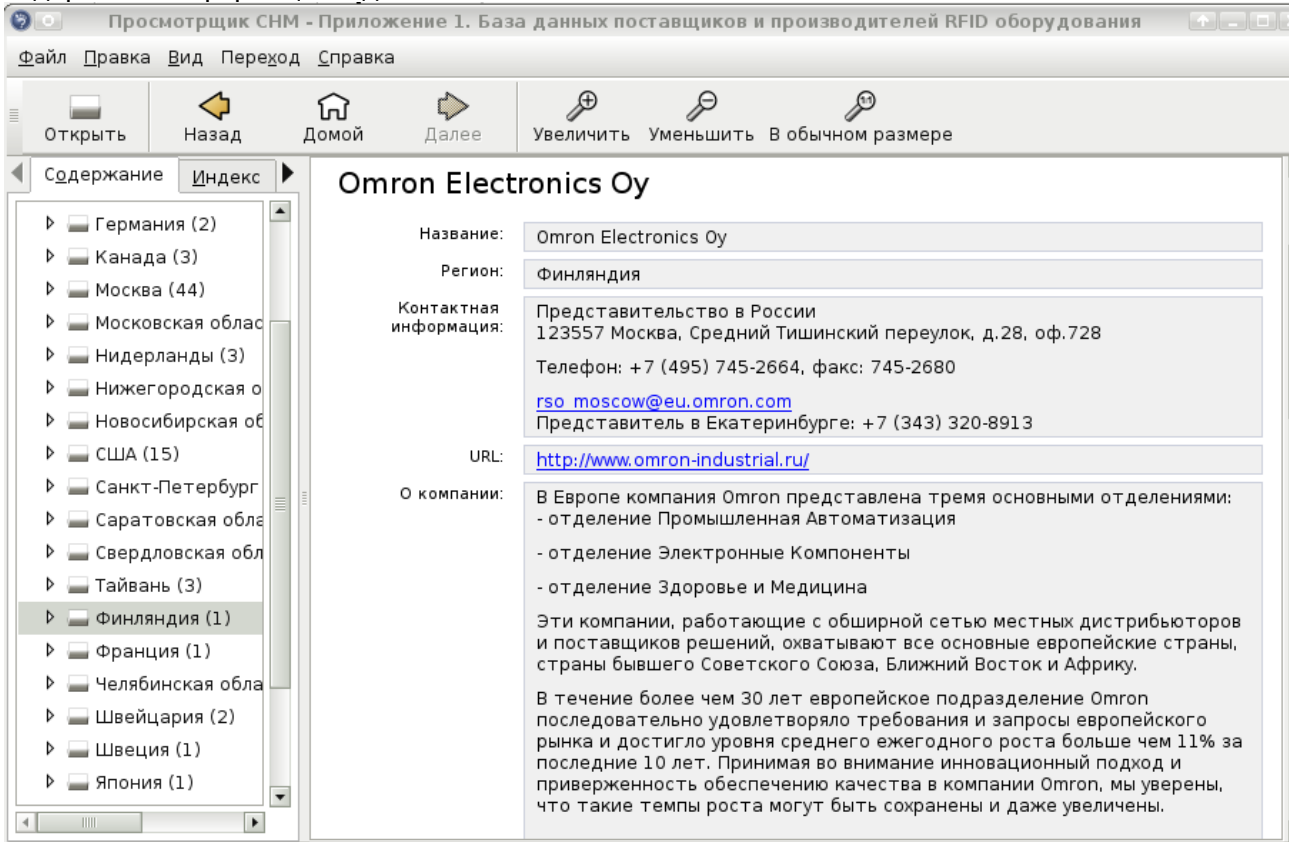 Просмотрщик CHM - Приложение 1. База данных поставщиков и производителей RFID оборудования
Файл Правка Вид Переход Справка
Открыть Назад Домой Далее Увеличить Уменьшить В обычном размере
Содержание Индекс
Германия (2)
Канада (3)
Москва (44)
Московская облас
Нидерланды (3)
Нижегородская о
Новосибирская об
США (15)
Санкт-Петербург
Саратовская обла
Свердловская обл
Тайвань (3)
Финляндия (1)
Франция (1)
Челябинская обла
Швейцария (2)
Швеция (1)
Япония (1)
Omron Electronics Oy
Название: Omron Electronics Oy
Регион: Финляндия
Контактная информация:
Представительство в России
123557 Москва, Средний Тишинский переулок, д.28, оф.728
Телефон: +7 (495) 745-2664, факс: 745-2680
rso_moscow@eu.omron.com
Представитель в Екатеринбурге: +7 (343) 320-8913
URL: http://www.omron-industrial.ru/
О компании:
В Европе компания Omron представлена тремя основными отделениями:
- отделение Промышленная Автоматизация
- отделение Электронные Компоненты
- отделение Здоровье и Медицина
Эти компании, работающие с обширной сетью местных дистрибьюторов
и поставщиков решений, охватывают все основные европейские страны,
страны бывшего Советского Союза, Ближний Восток и Африку.
В течение более чем 30 лет европейское подразделение Omron
последовательно удовлетворяло требования и запросы европейского
рынка и достигло уровня среднего ежегодного роста больше чем 11% за
последние 10 лет. Принимая во внимание инновационный подход и
приверженность обеспечению качества в компании Omron, мы уверены,
что такие темпы роста могут быть сохранены и даже увеличены.